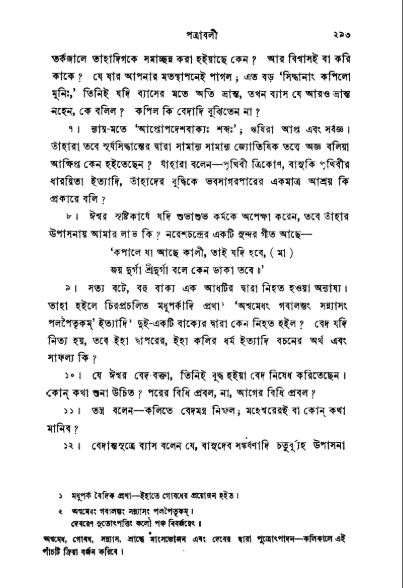 পত্রাবলী ২৯৩
তর্কজালে তাহাদিগকে সমাচ্ছন্ন করা হইয়াছে কেন? আর বিশ্বাসই বা করি
কাকে? যে যার আপনার মতস্থাপনেই পাগল; এত বড় ‘সিদ্ধানাং কপিলো
মুনিঃ,’ তিনিই যদি ব্যাসের মতে অতি ভ্রান্ত, তখন ব্যাস যে আরও ভ্রান্ত
নহেন, কে বলিল? কপিল কি বেদাদি বুঝিতেন না?
৭। ন্যায়-মতে ‘আপ্তোপদেশবাক্যঃ শব্দঃ’; ঋষিরা আপ্ত এবং সর্বজ্ঞ।
তাঁহারা তবে সূর্যসিদ্ধান্তের দ্বারা সামান্য সামান্য জ্যোতিষিক তত্ত্বে অজ্ঞ বলিয়া
আক্ষিপ্ত কেন হইতেছেন? যাঁহারা বলেন—পৃথিবী ত্রিকোণ, বাসুকি পৃথিবীর
ধারয়িতা ইত্যাদি, তাঁহাদের বুদ্ধিকে ভবসাগরপারের একমাত্র আশ্রয় কি
প্রকারে বলি?
৮। ঈশ্বর সৃষ্টিকার্যে যদি শুভাশুভ কর্মকে অপেক্ষা করেন, তবে তাঁহার
উপাসনায় আমার লাভ কি? নরেশচন্দ্রের একটি সুন্দর গীত আছে—
‘কপালে যা আছে কালী, তাই যদি হবে, (মা)
জয় দুর্গা শ্রীদুর্গা বলে কেন ডাকা তবে।’
৯। সত্য বটে, বহু বাক্য এক আধটির দ্বারা নিহত হওয়া অন্যায্য।
তাহা হইলে চিরপ্রচলিত মধুপর্কাদি প্রথা১ ‘অশ্বমেধং গবালম্ভং সন্ন্যাসং
পলপৈতৃকম্’ ইত্যাদি২ দুই-একটি বাক্যের দ্বারা কেন নিহত হইল? বেদ যদি
নিত্য হয়, তবে ইহা দ্বাপরের, ইহা কলির ধর্ম ইত্যাদি বচনের অর্থ এবং
সাফল্য কি?
১০। যে ঈশ্বর বেদ-বক্তা, তিনিই বুদ্ধ হইয়া বেদ নিষেধ করিতেছেন।
কোন্ কথা শুনা উচিত? পরের বিধি প্রবল, না, আগের বিধি প্রবল?
১১। তন্ত্র বলেন—কলিতে বেদমন্ত্র নিষ্ফল; মহেশ্বরেরই বা কোন্ কথা
মানিব?
১২। বেদান্তসূত্রে ব্যাস বলেন যে, বাসুদেব সঙ্কর্ষণাদি চতুর্ব্যূহ উপাসনা
১ মধুপর্ক বৈদিক প্রথা—ইহাতে গোবধের প্রয়োজন হইত।
২ অশ্বমেধং গবালম্ভং সন্ন্যাসং পলপৈতৃকম্।
দেবরেণ সুতোৎপত্তিং কলৌ পঞ্চ বিবর্জয়েৎ॥
অশ্বমেধ, গোবধ, সন্ন্যাস, শ্রাদ্ধে মাংসভোজন এবং দেবর দ্বারা পুত্রোৎপাদন—কলিকালে এই
পাঁচটি ক্রিয়া বর্জন করিবে।